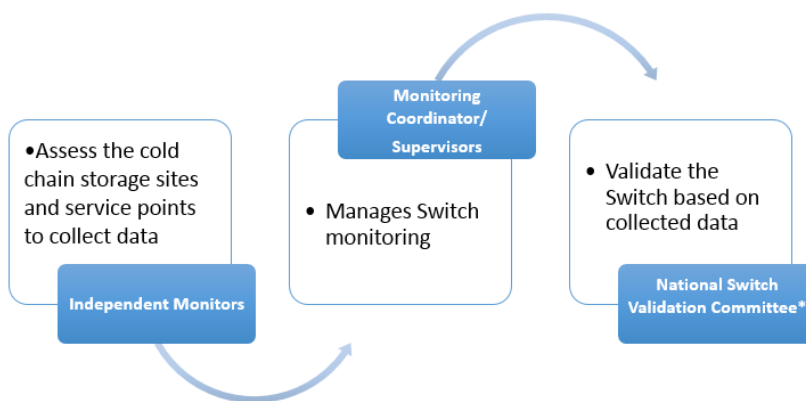 •Assess the cold
chain storage sites
and service points
to collect data
Independent Monitors
Monitoring
Coordinator/
Supervisors
• Manages Switch
monitoring
• Validate the
Switch based on
collected data
National Switch
Validation Committee*